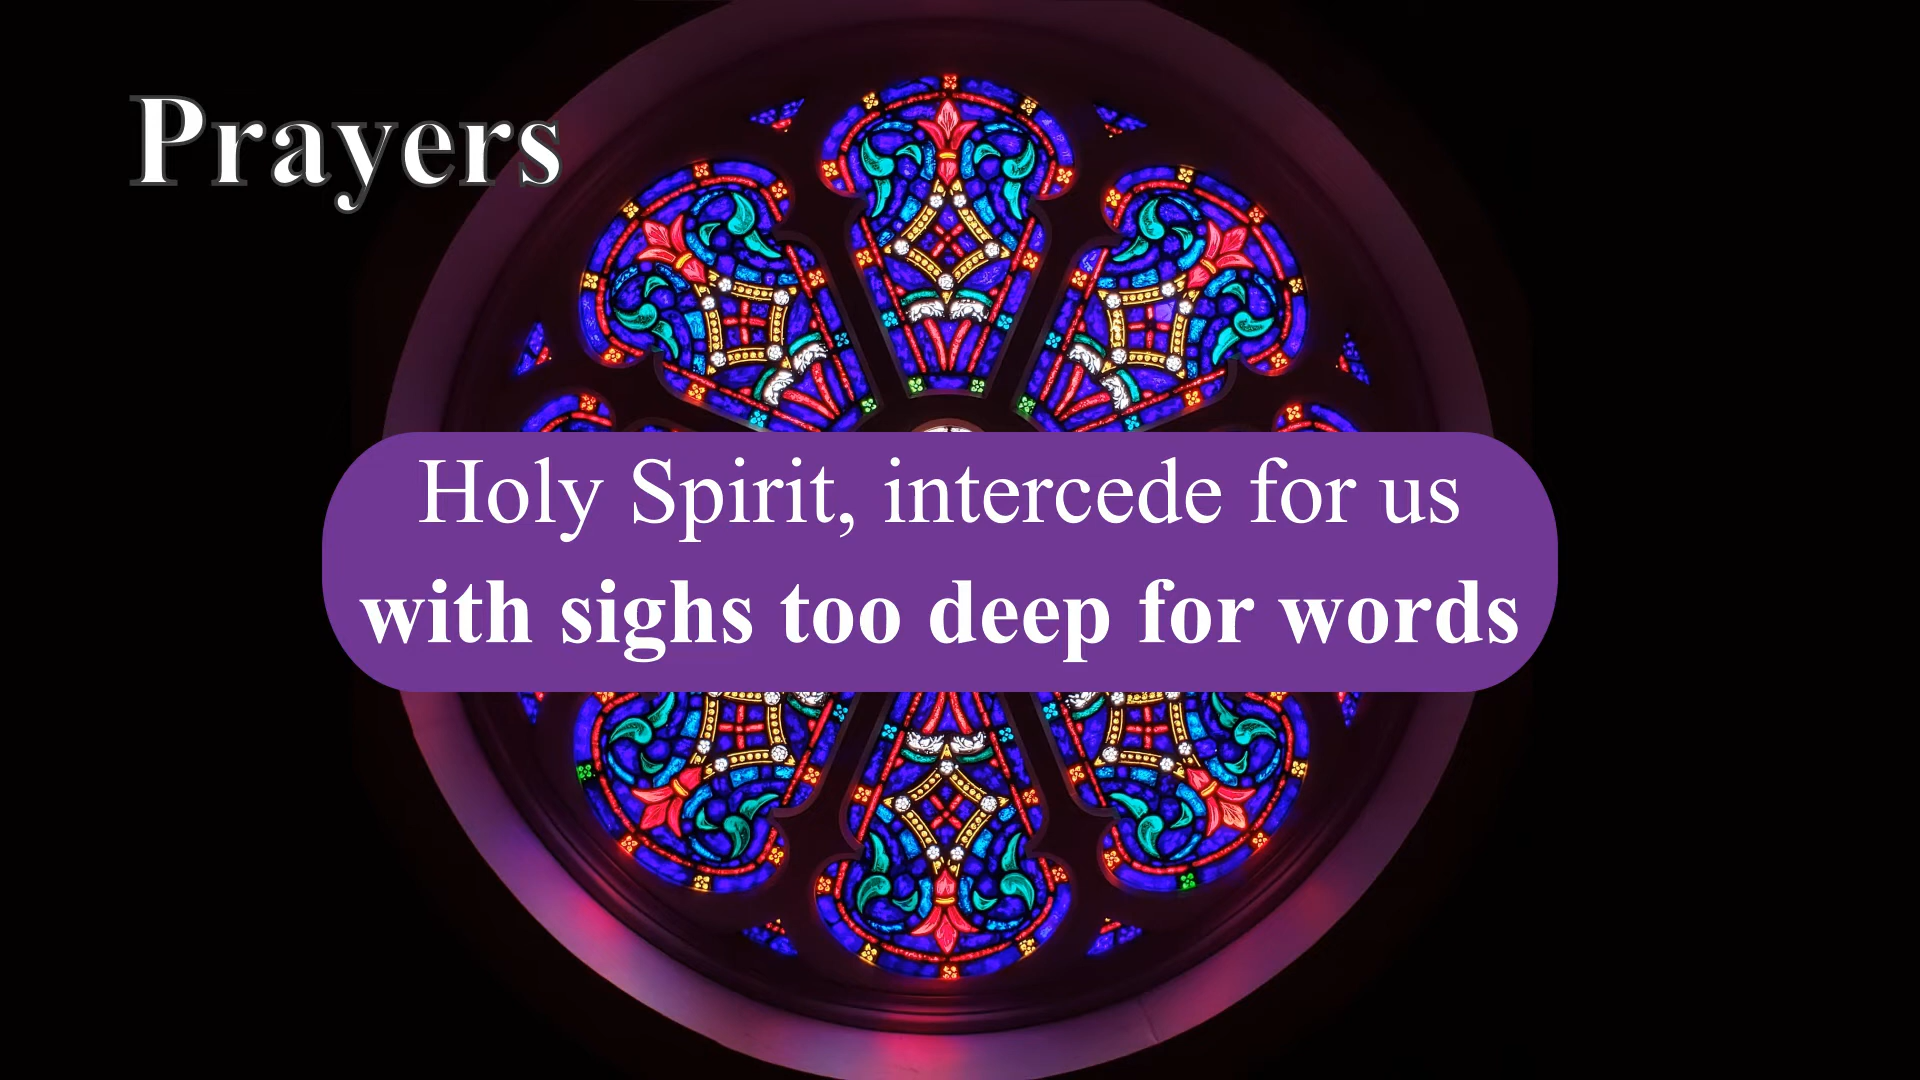 Prayers
Holy Spirit, intercede for us
with sighs too deep for words